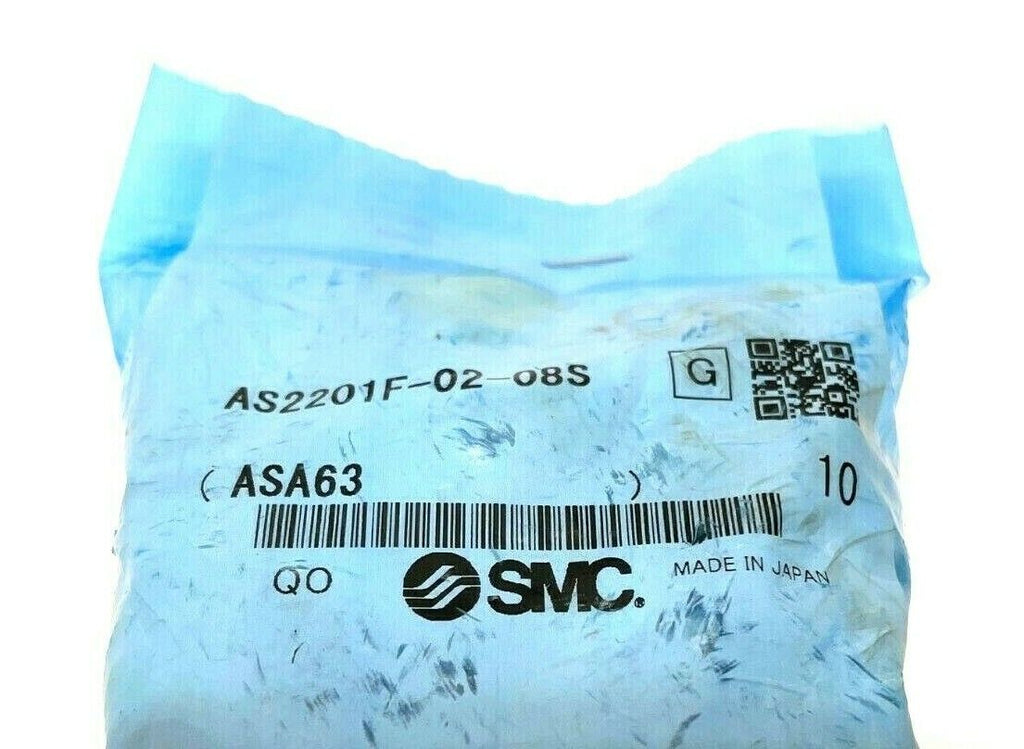 AS2201F-02-08S G
( ASA63 ) 10
QO SMC. MADE IN JAPAN